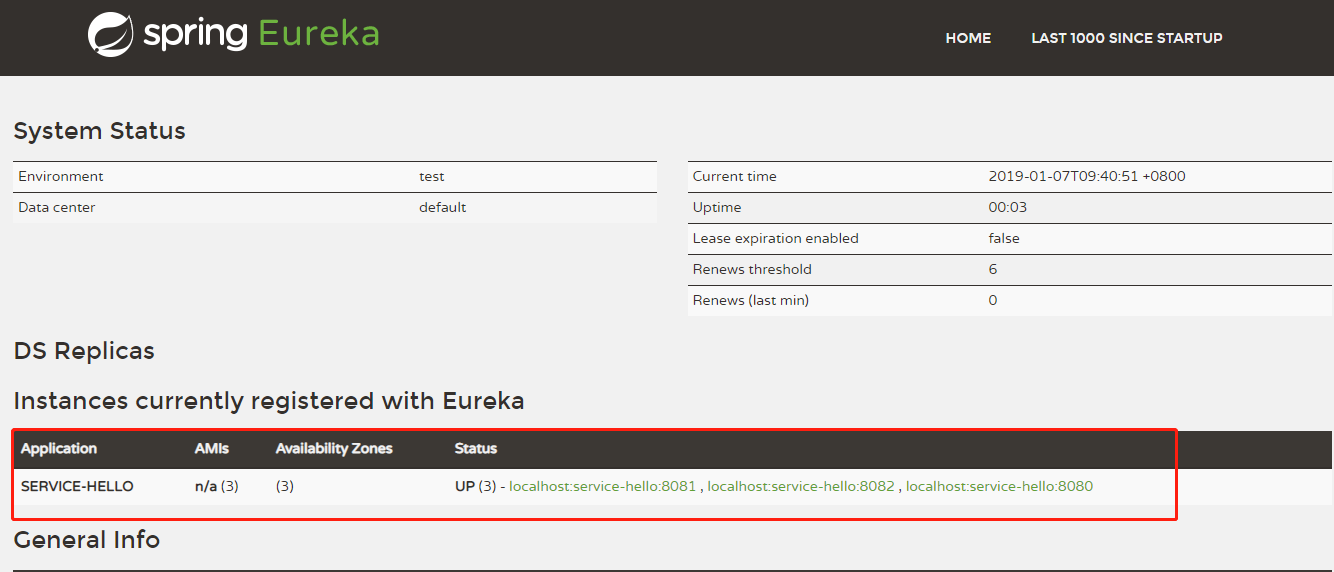 spring Eureka
HOME LAST 1000 SINCE STARTUP
System Status
Environment test
Data center default
Current time 2019-01-07T09:40:51 +0800
Uptime 00:03
Lease expiration enabled false
Renews threshold 6
Renews (last min) 0
DS Replicas
Instances currently registered with Eureka
Application AMIs Availability Zones Status
SERVICE-HELLO n/a (3) (3) UP (3) - localhost:service-hello:8081 , localhost:service-hello:8082 , localhost:service-hello:8080
General Info